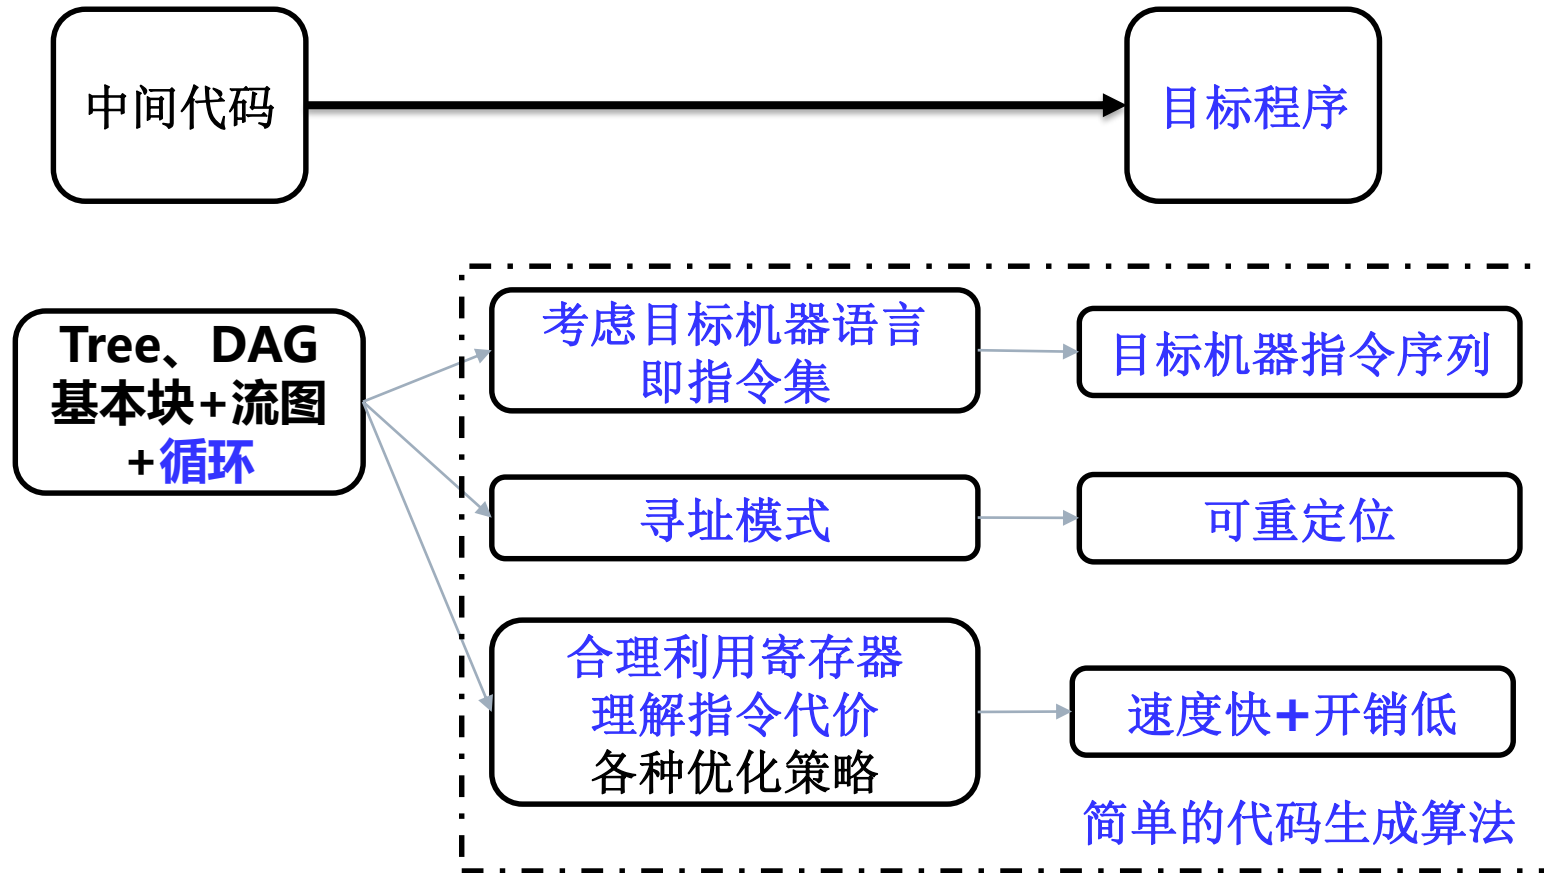 中间代码
目标程序
Tree、DAG
基本块+流图
+循环
考虑目标机器语言
即指令集
目标机器指令序列
寻址模式
可重定位
合理利用寄存器
理解指令代价
各种优化策略
速度快+开销低
简单的代码生成算法